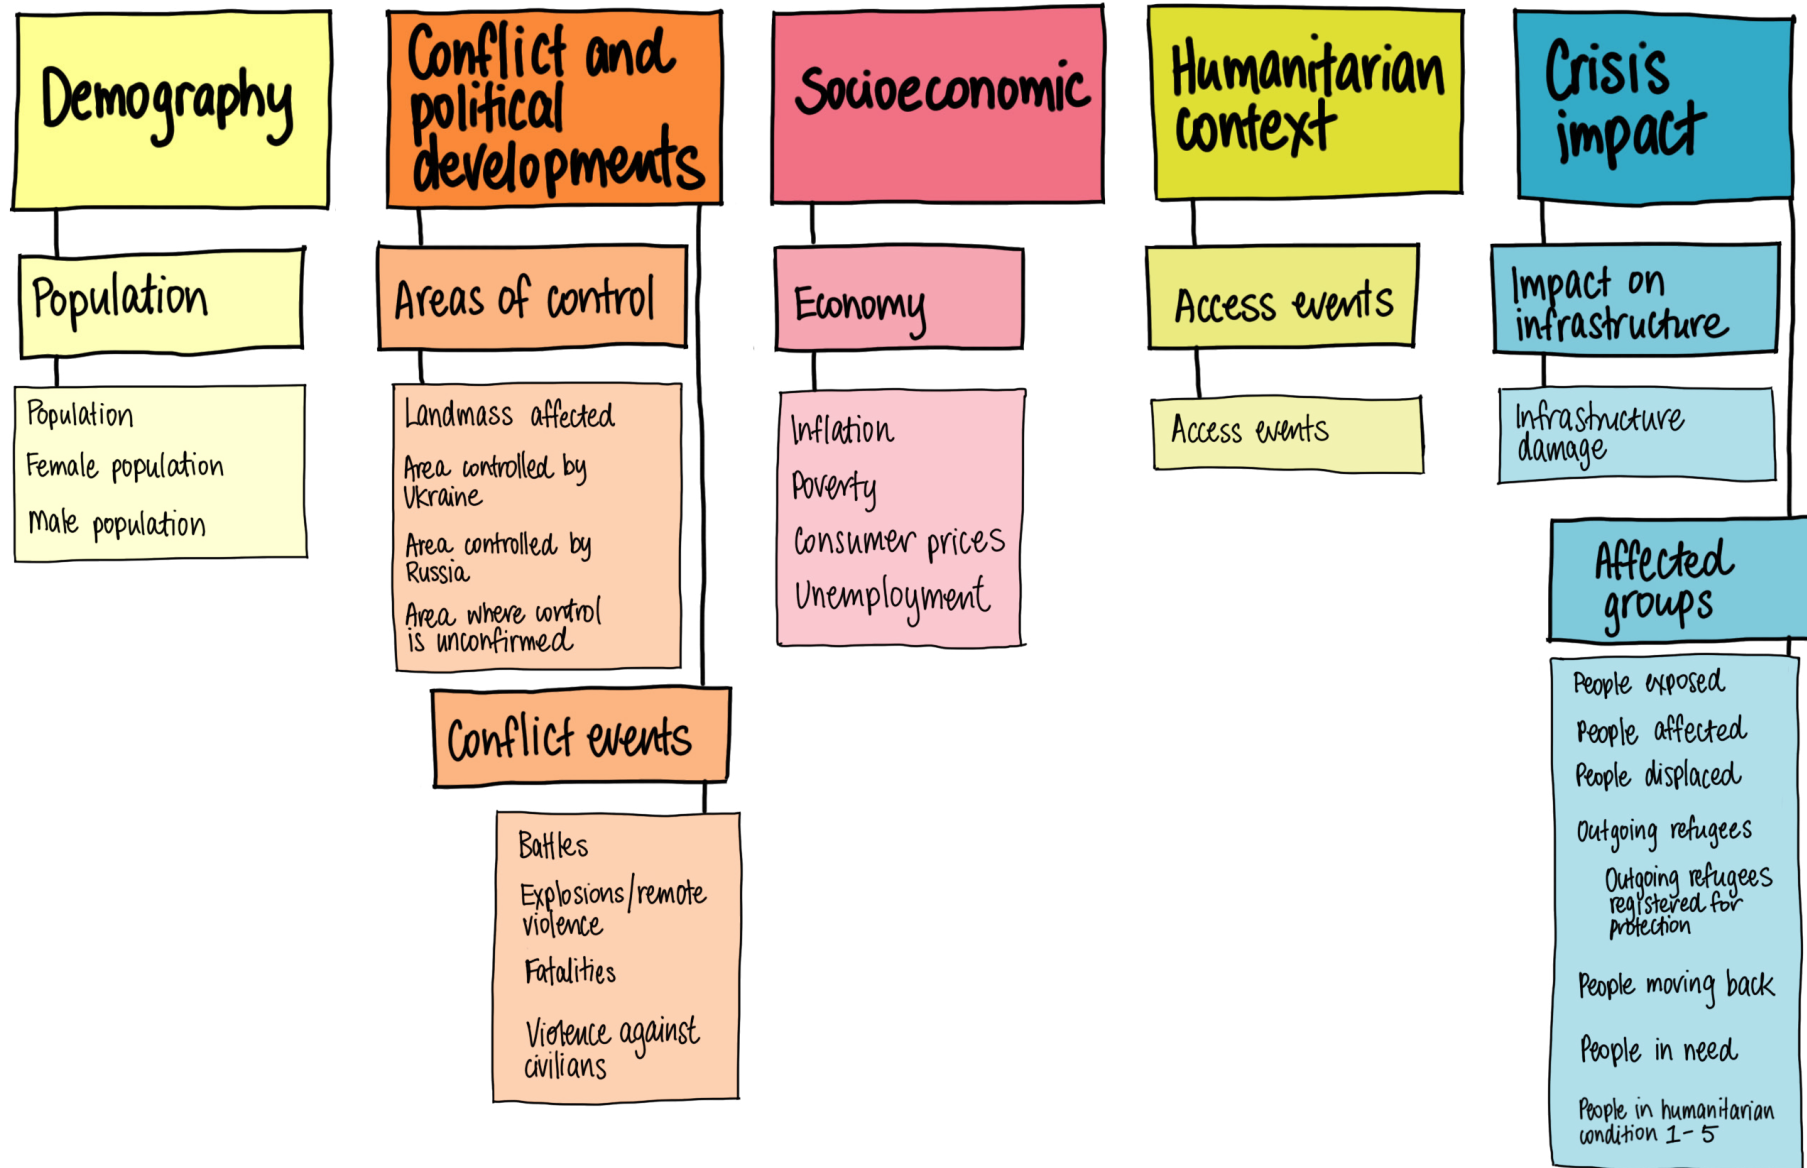 Demography
Population
Population
Female population
Male population
Conflict and
political
developments
Areas of control
Landmass affected
Area controlled by
Ukraine
Area controlled by
Russia
Area where control
is unconfirmed
Conflict events
Battles
Explosions/remote
violence
Fatalities
Violence against
civilians
Socioeconomic
Economy
Inflation
Poverty
Consumer prices
Unemployment
Humanitarian
context
Access events
Access events
Crisis
impact
Impact on
infrastructure
Infrastructure
damage
Affected
groups
People exposed
People affected
People displaced
Outgoing refugees
Outgoing refugees
registered for
protection
People moving back
People in need
People in humanitarian
condition 1-5